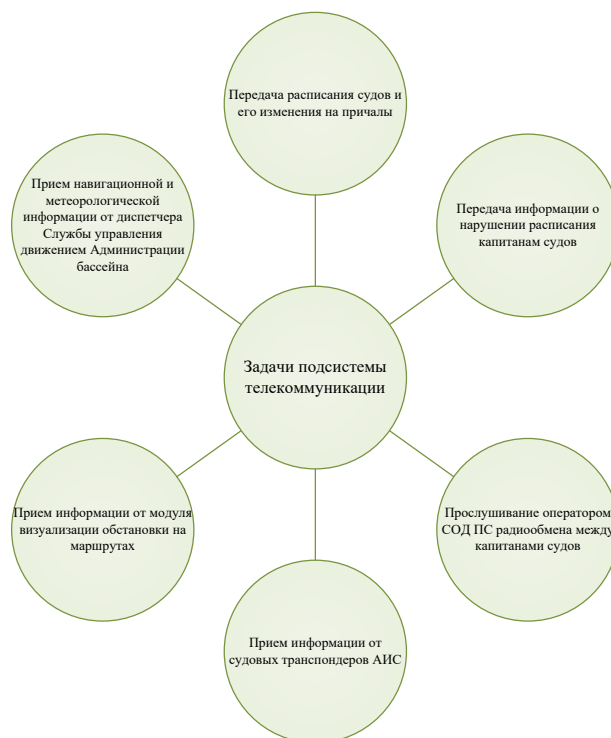 Передача расписания судов и
его изменения на причалы
Прием навигационной и
метеорологической
информации от диспетчера
Службы управления
движением Администрации
бассейна
Передача информации о
нарушении расписания
капитанам судов
Задачи подсистемы
телекоммуникации
Прием информации от модуля
визуализации обстановки на
маршрутах
Прослушивание оператором
СОД ПС радиообмена между
капитанами судов
Прием информации от
судовых транспондеров АИС